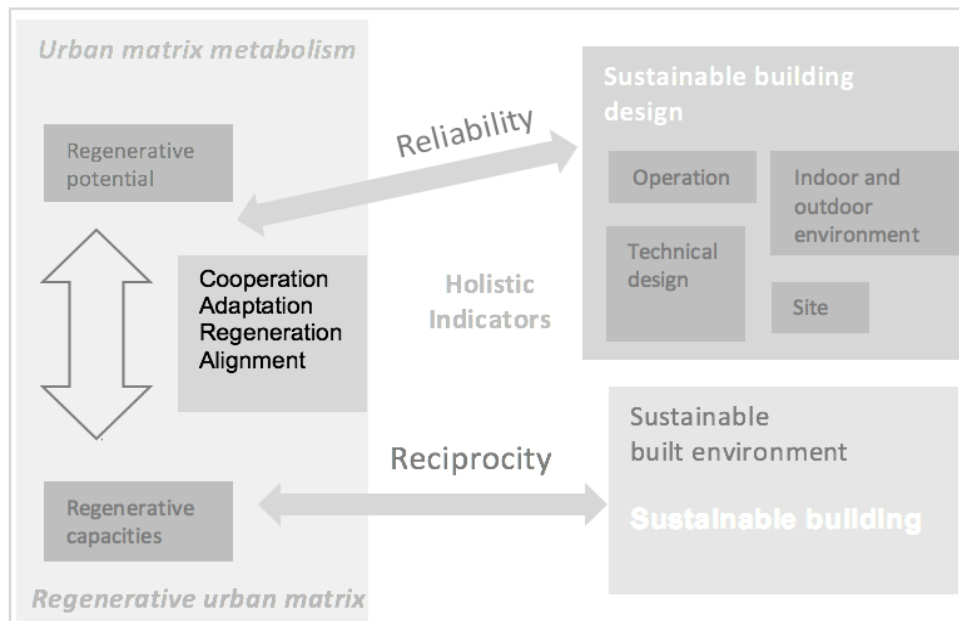 Urban matrix metabolism
Regenerative
potential
Cooperation
Adaptation
Regeneration
Alignment
Regenerative
capacities
Regenerative urban matrix
Reliability
Holistic
Indicators
Reciprocity
Sustainable building
design
Operation
Indoor and
outdoor
environment
Technical
design
Site
Sustainable
built environment
Sustainable building